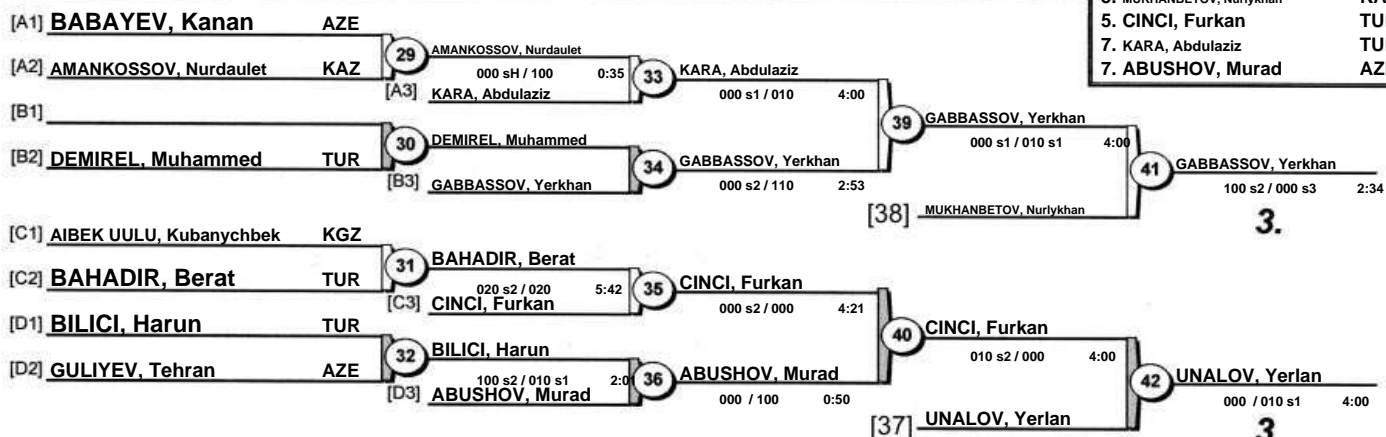 3. MUKHANBETOV, Nurlykhan
5. CINCI, Furkan TU
7. KARA, Abdulaziz TU
7. ABUSHOV, Murad AZ
[A1] BABAYEV, Kanan AZE
29
AMANKOSSOV, Nurdaulet
[A2] AMANKOSSOV, Nurdaulet KAZ
000 sH / 100 0:35
[A3] KARA, Abdulaziz
33
KARA, Abdulaziz
000 s1 / 010 4:00
[B1]
30
DEMIREL, Muhammed
[B2] DEMIREL, Muhammed TUR
[B3] GABBASSOV, Yerkhan
34
GABBASSOV, Yerkhan
000 s2 / 110 2:53
39
GABBASSOV, Yerkhan
000 s1 / 010 s1 4:00
[38] MUKHANBETOV, Nurlykhan
41
GABBASSOV, Yerkhan
100 s2 / 000 s3 2:34
3.
[C1] AIBEK UULU, Kubanychbek KGZ
31
BAHADIR, Berat
[C2] BAHADIR, Berat TUR
020 s2 / 020 5:42
[C3] CINCI, Furkan
35
CINCI, Furkan
000 s2 / 000 4:21
[D1] BILICI, Harun TUR
32
BILICI, Harun
[D2] GULIYEV, Tehran AZE
100 s2 / 010 s1 2:01
[D3] ABUSHOV, Murad
36
ABUSHOV, Murad
000 / 100 0:50
40
CINCI, Furkan
010 s2 / 000 4:00
[37] UNALOV, Yerlan
42
UNALOV, Yerlan
000 / 010 s1 4:00
3